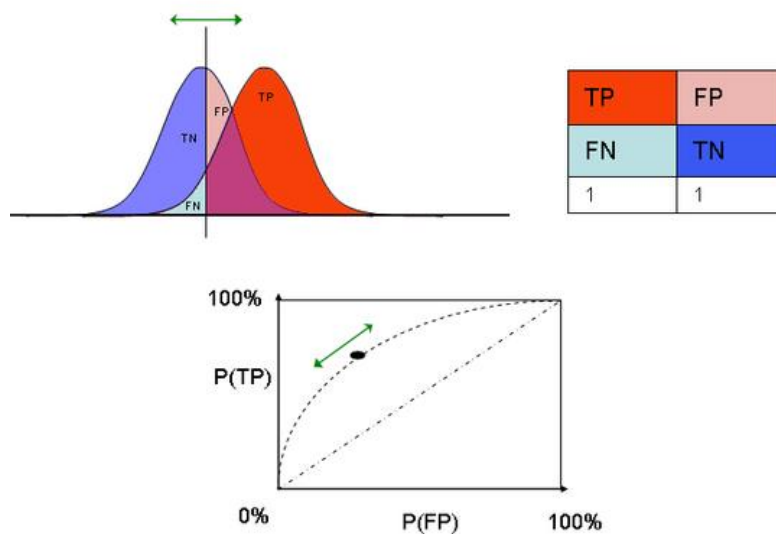 TP
FP
TN
FN
TP FP
FN TN
1 1
100%
P(TP)
0%
P(FP)
100%